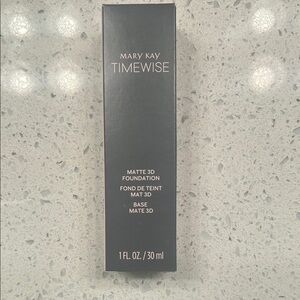 MARY KAY
TIMEWISE
MATTE 3D
FOUNDATION
FOND DE TEINT
MAT 3D
BASE
MATE 3D
1 FL. OZ. / 30 ml